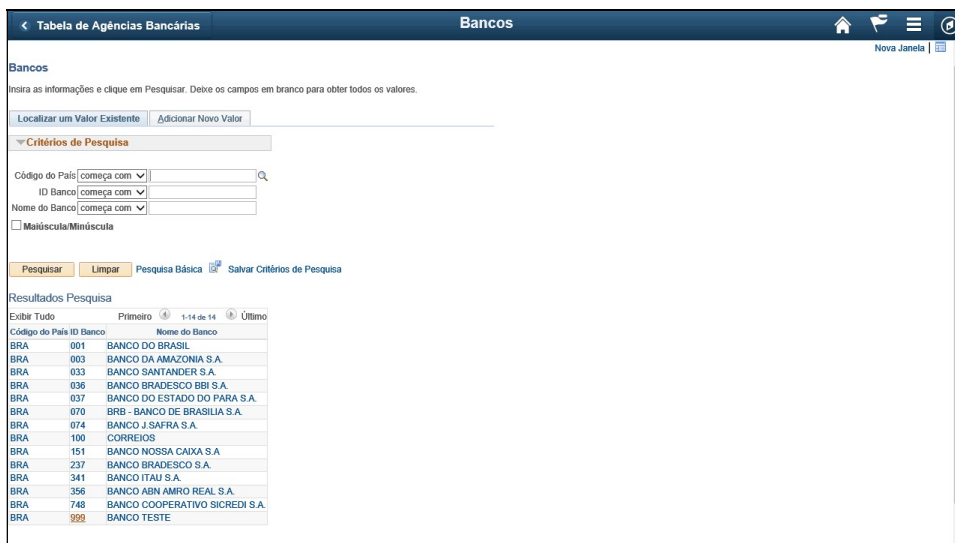 Tabela de Agências Bancárias Bancos
Nova Janela
Bancos
Insira as informações e clique em Pesquisar. Deixe os campos em branco para obter todos os valores.
Localizar um Valor Existente Adicionar Novo Valor
Critérios de Pesquisa
Código do País começa com
ID Banco começa com
Nome do Banco começa com
Maiúscula/Minúscula
Pesquisar Limpar Pesquisa Básica Salvar Critérios de Pesquisa
Resultados Pesquisa
Exibir Tudo Primeiro 1-14 de 14 Último
Código do País ID Banco Nome do Banco
BRA 001 BANCO DO BRASIL
BRA 003 BANCO DA AMAZONIA S.A.
BRA 033 BANCO SANTANDER S.A.
BRA 036 BANCO BRADESCO BBI S.A.
BRA 037 BANCO DO ESTADO DO PARA S.A.
BRA 070 BRB - BANCO DE BRASILIA S.A.
BRA 074 BANCO J.SAFRA S.A.
BRA 100 CORREIOS
BRA 151 BANCO NOSSA CAIXA S.A
BRA 237 BANCO BRADESCO S.A.
BRA 341 BANCO ITAU S.A.
BRA 356 BANCO ABN AMRO REAL S.A.
BRA 748 BANCO COOPERATIVO SICREDI S.A.
BRA 999 BANCO TESTE